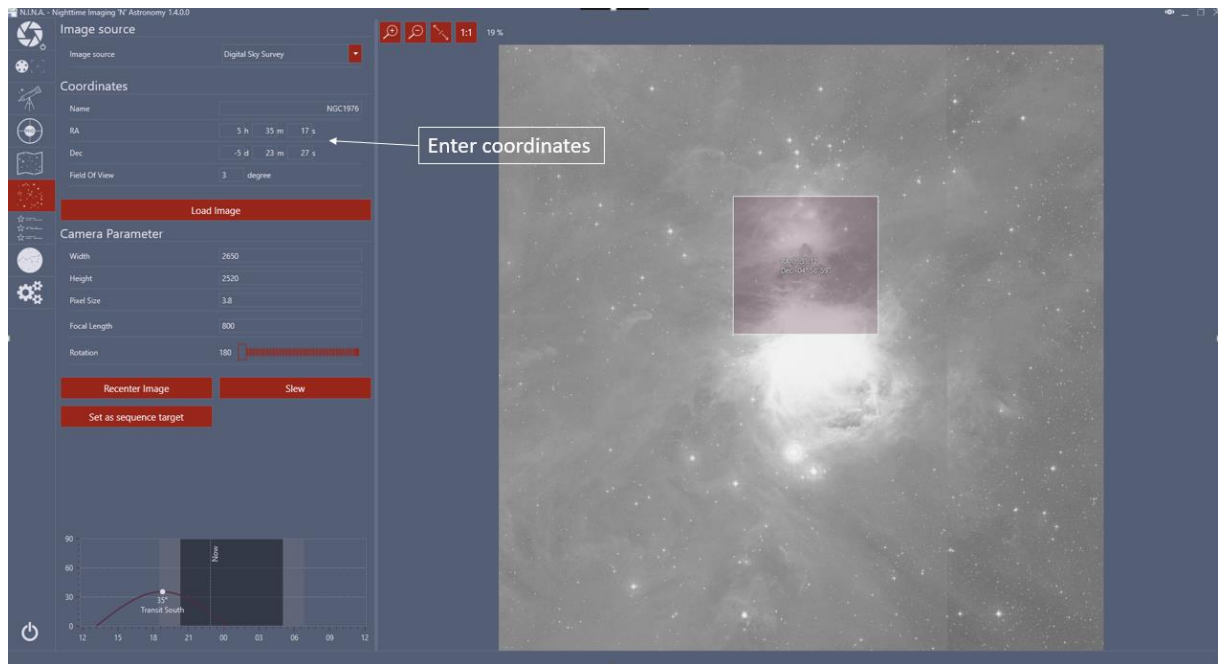 N.I.N.A. - Nighttime Imaging 'N' Astronomy 1.4.0.0
Image source
Image source Digital Sky Survey
Coordinates
Name NGC1976
RA 5 h 35 m 17 s
Dec -5 d 23 m 27 s
Field Of View 3 degree
Load Image
Camera Parameter
Width 2650
Height 2520
Pixel Size 3.8
Focal Length 800
Rotation 180
Recenter Image Slew
Set as sequence target
90
60
30
0
Now
35°
Transit South
12 15 18 21 00 03 06 09 12
1:1 19 %
Enter coordinates